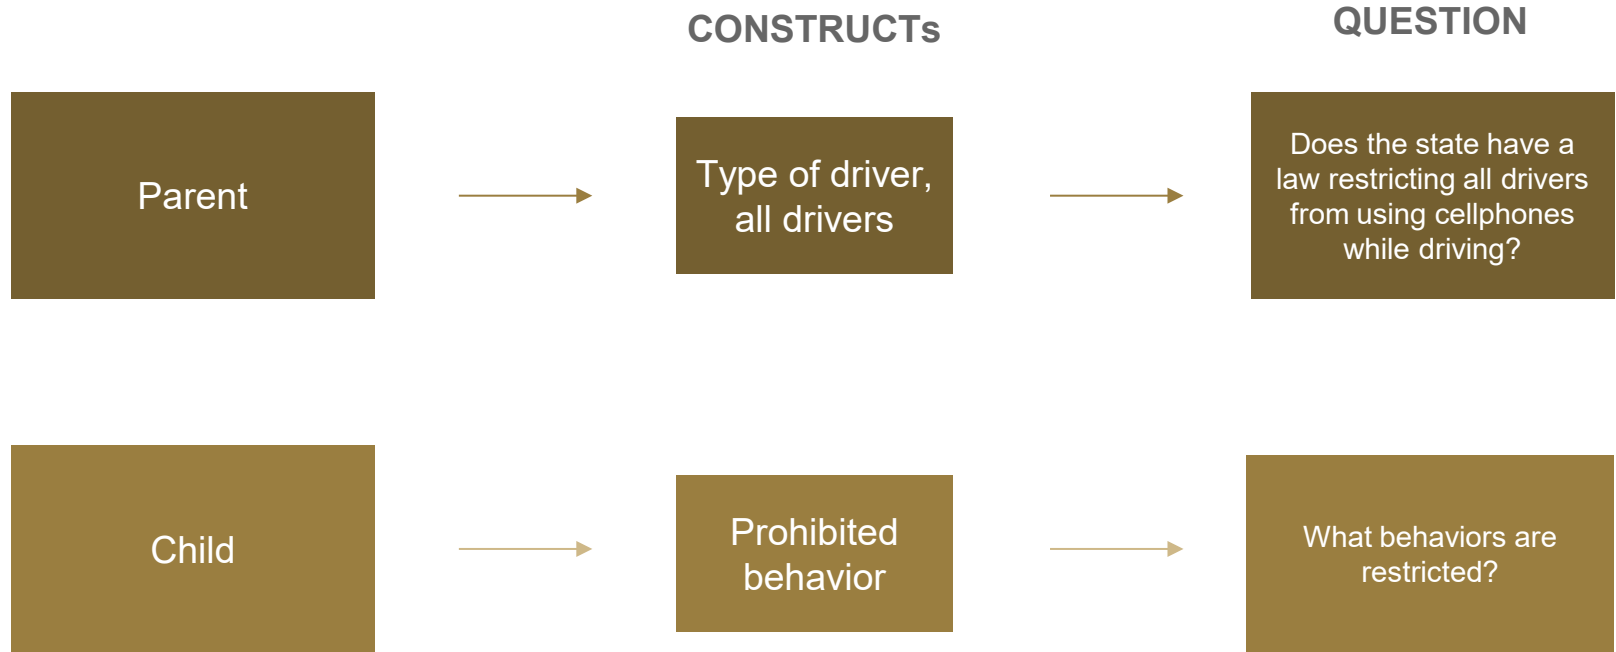 CONSTRUCTs
QUESTION
Parent
Type of driver,
all drivers
Does the state have a
law restricting all drivers
from using cellphones
while driving?
Child
Prohibited
behavior
What behaviors are
restricted?